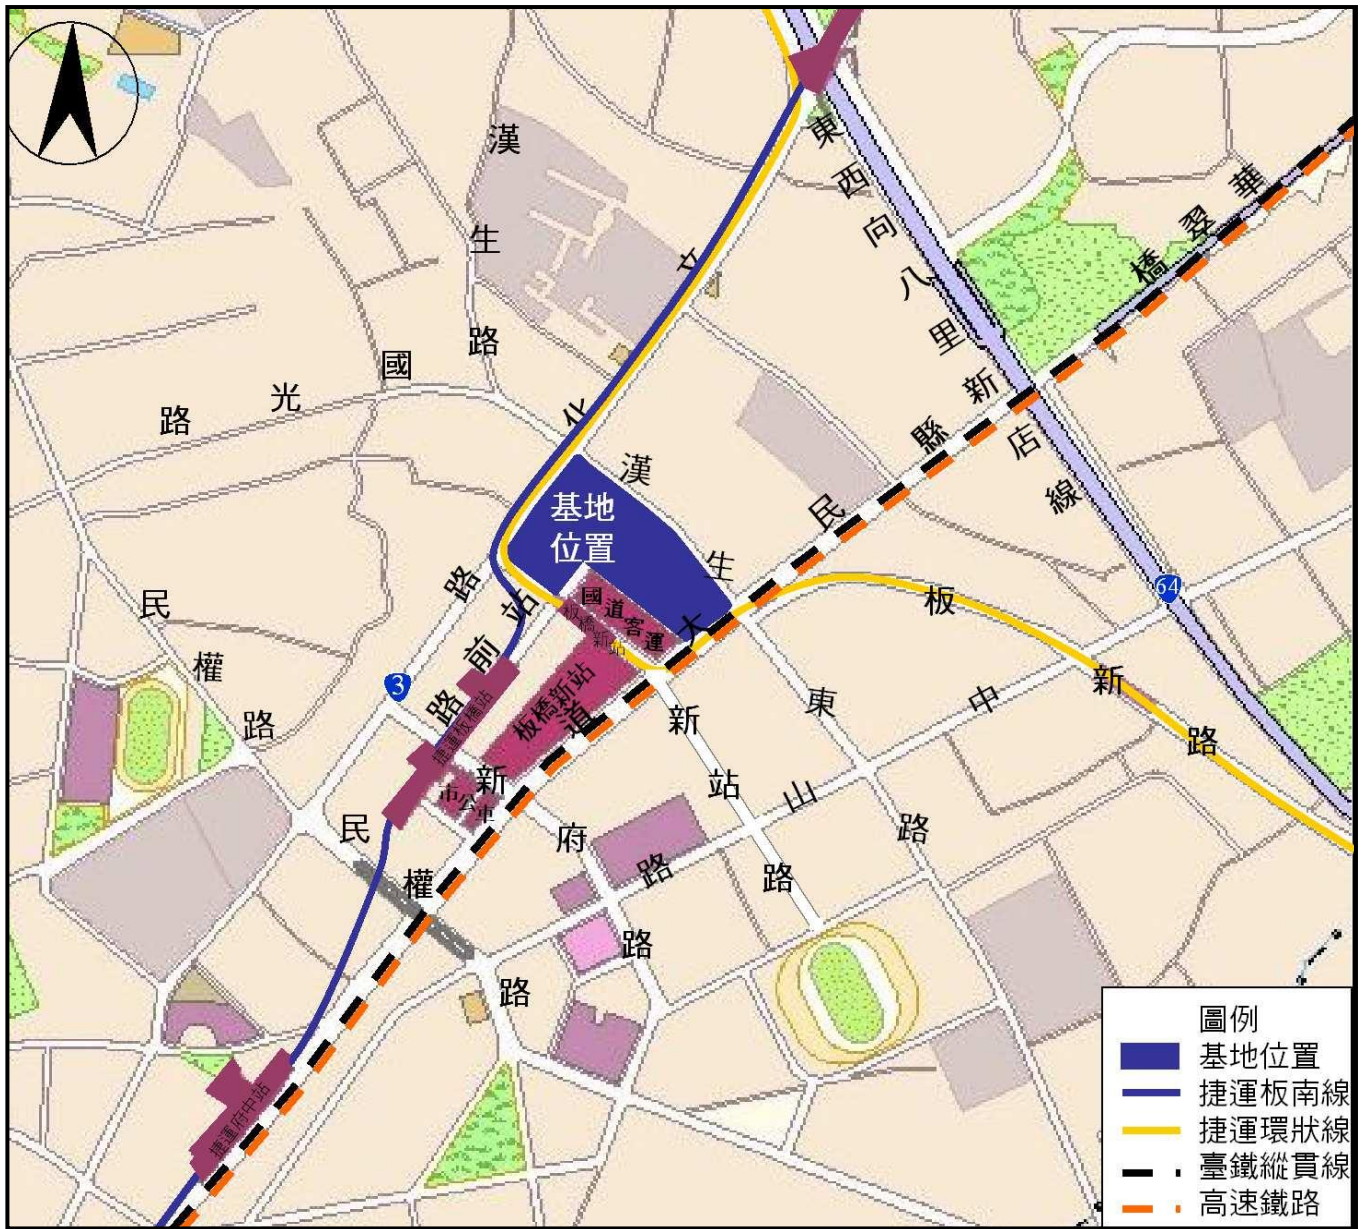 漢生路
國光路
文化路
3
漢生東路
基地
位置
東西向八里新店線
64
華翠橋
縣民大道
國道客運
板橋新站
站前路
捷運板橋站
板橋新站
市公車
新府路
新站路
板新路
中山路
民權路
民權路
捷運府中站
圖例
基地位置
捷運板南線
捷運環狀線
臺鐵縱貫線
高速鐵路